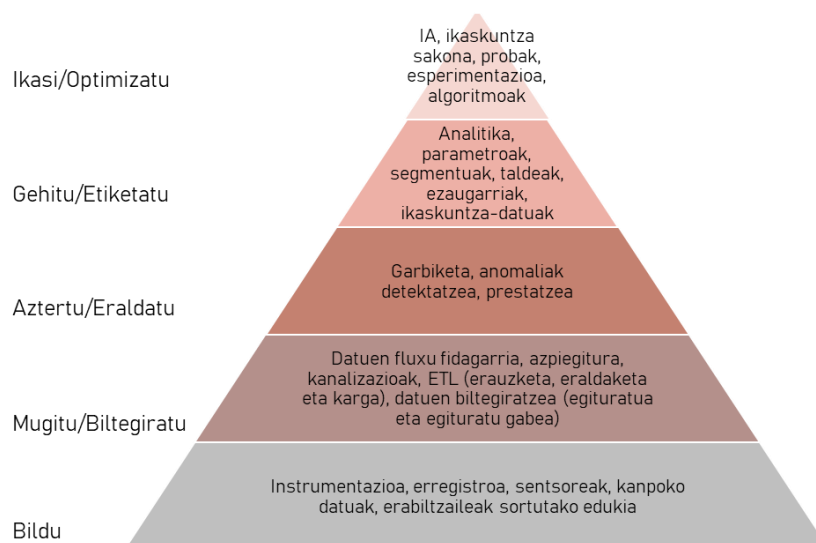 IA, ikaskuntza
sakona, probak,
esperimentazioa,
algoritmoak
Ikasi/Optimizatu
Analitika,
parametroak,
segmentuak, taldeak,
ezaugarriak,
ikaskuntza-datuak
Gehitu/Etiketatu
Garbiketa, anomaliak
detektatzea, prestatzea
Aztertu/Eraldatu
Datuen fluxu fidagarria, azpiegitura,
kanalizazioak, ETL (erauzketa, eraldaketa
eta karga), datuen biltegiratzea (egituratua
eta egituratu gabea)
Mugitu/Biltegiratu
Instrumentazioa, erregistroa, sentsoreak, kanpoko
datuak, erabiltzaileak sortutako edukia
Bildu